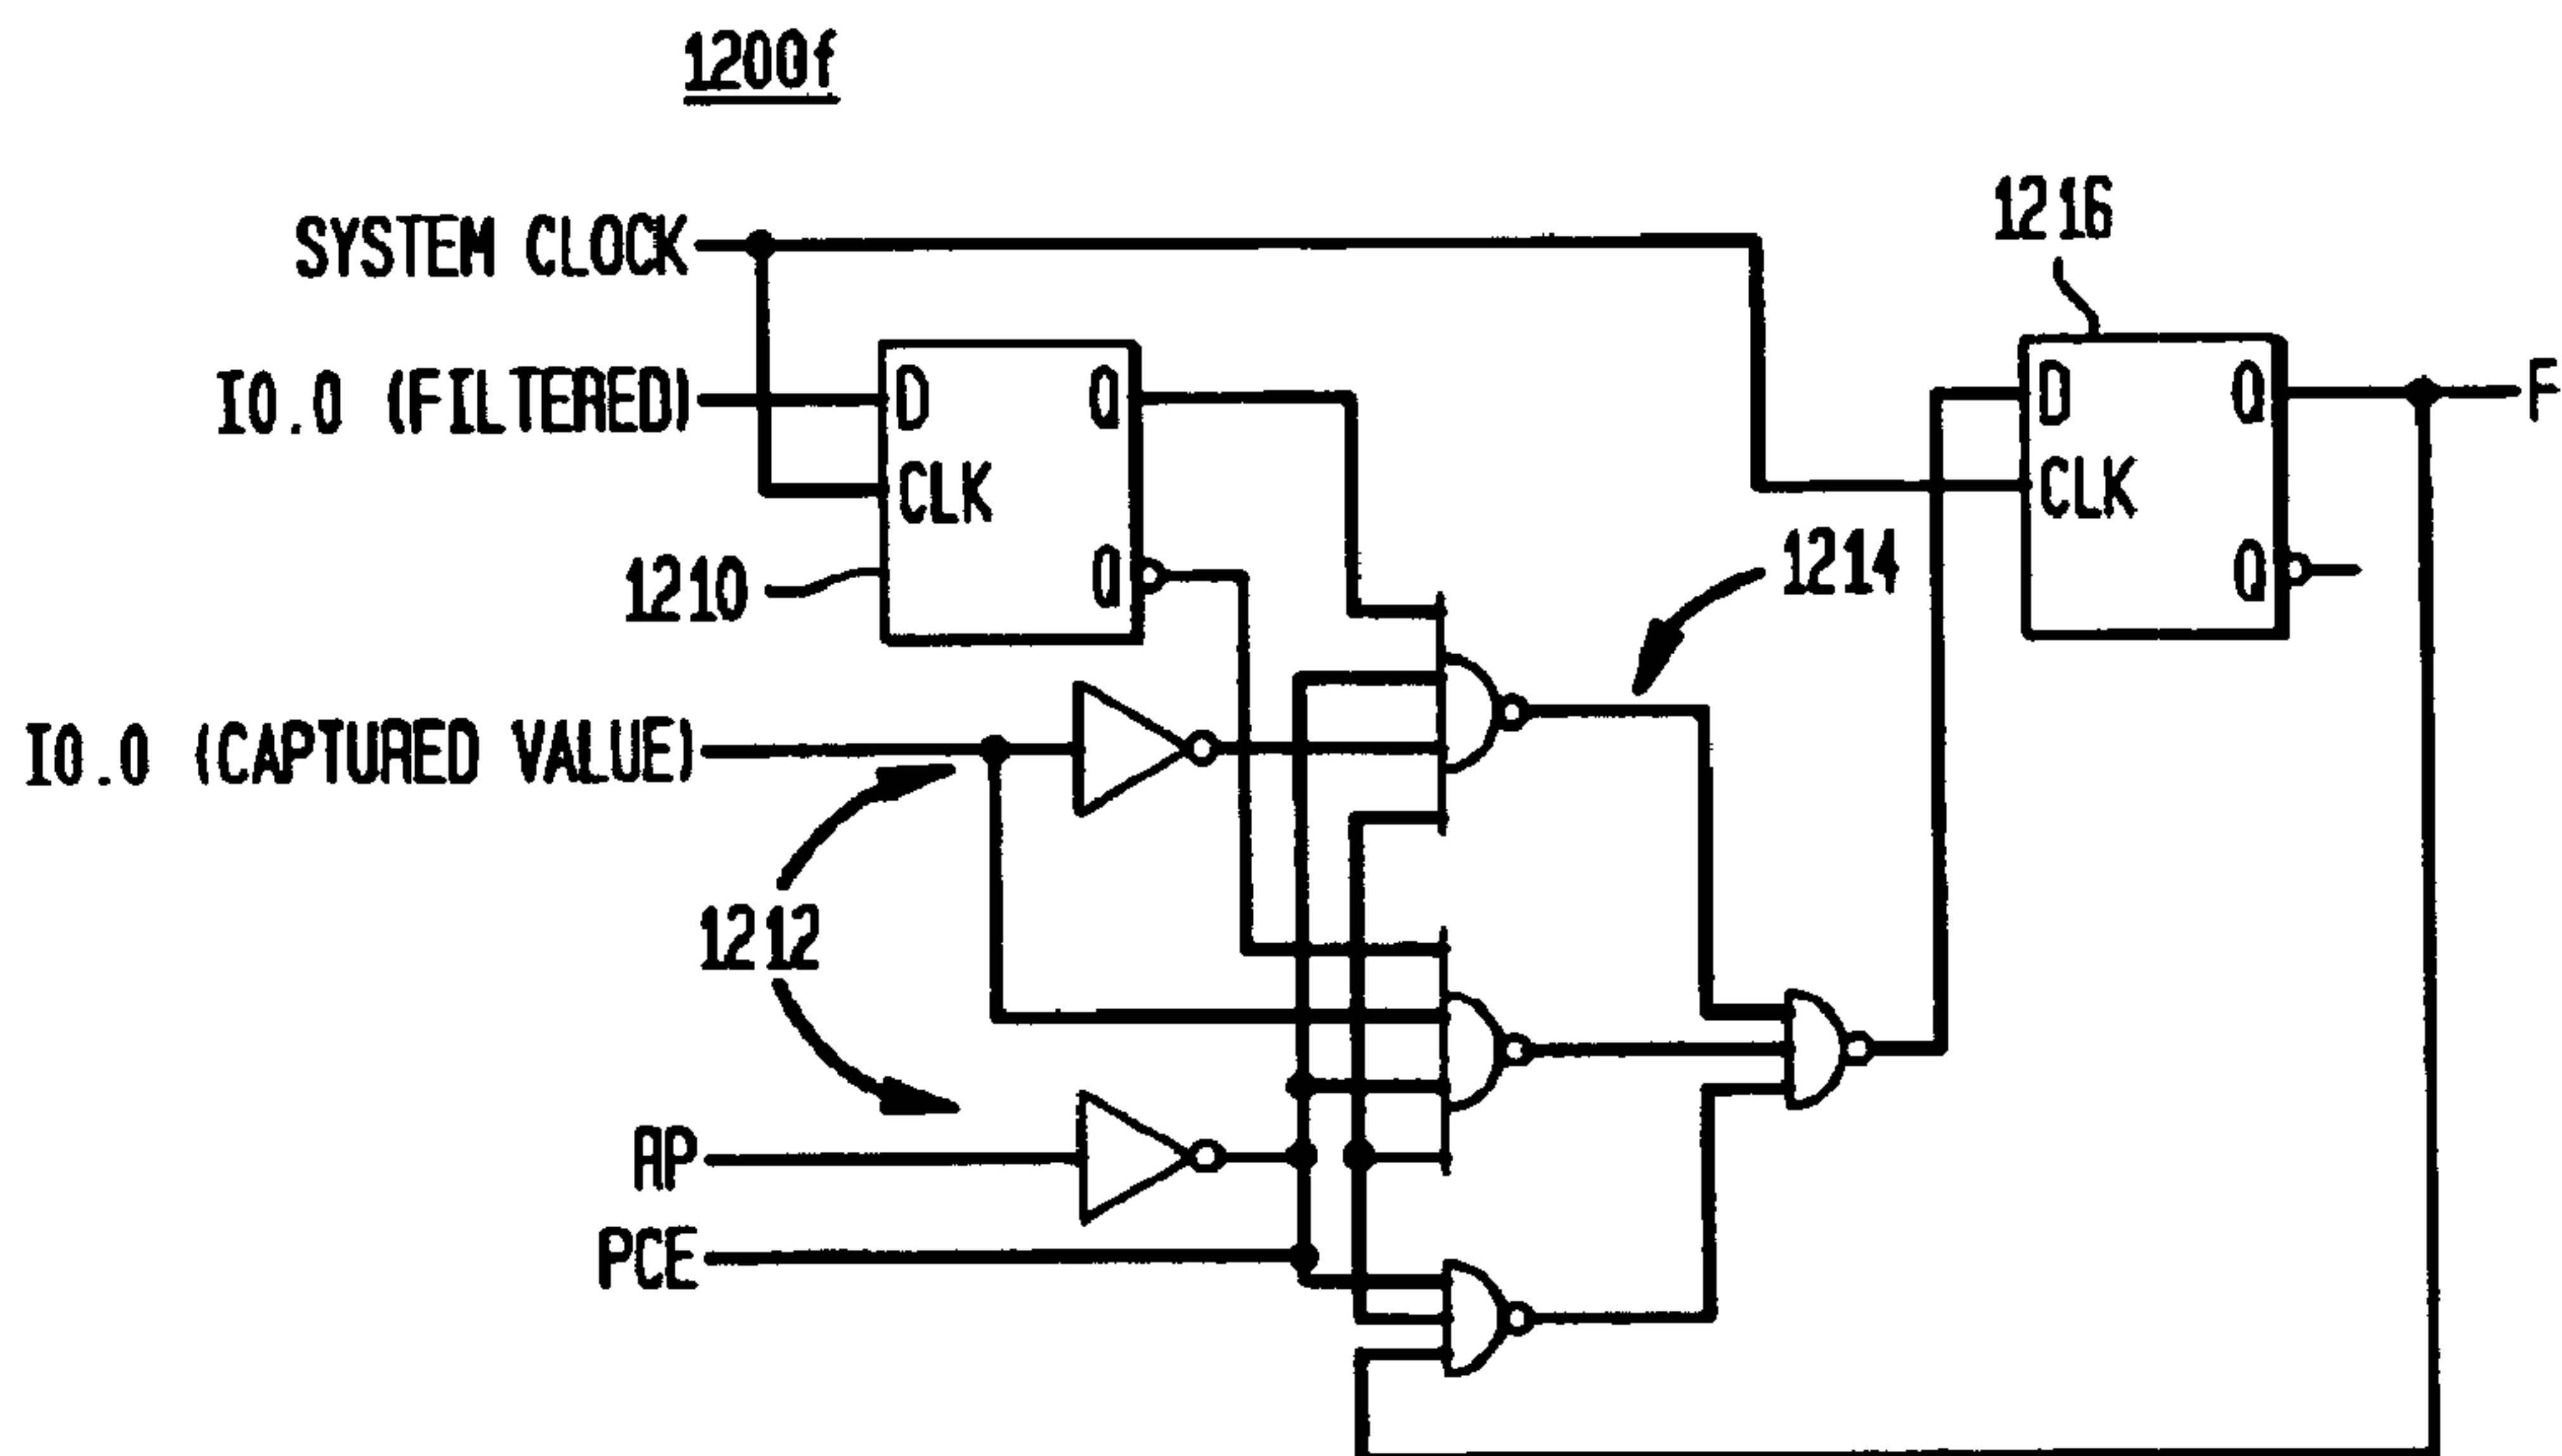 1200f
SYSTEM CLOCK
1216
I0.0 (FILTERED)
D
Q
D
Q
F
CLK
CLK
1210
Q
1214
Q
I0.0 (CAPTURED VALUE)
1212
AP
PCE